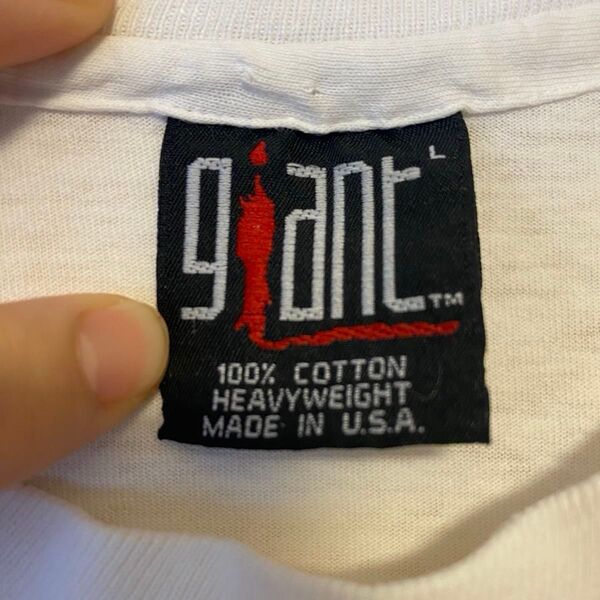 giant L
™
100% COTTON
HEAVYWEIGHT
MADE IN U.S.A.